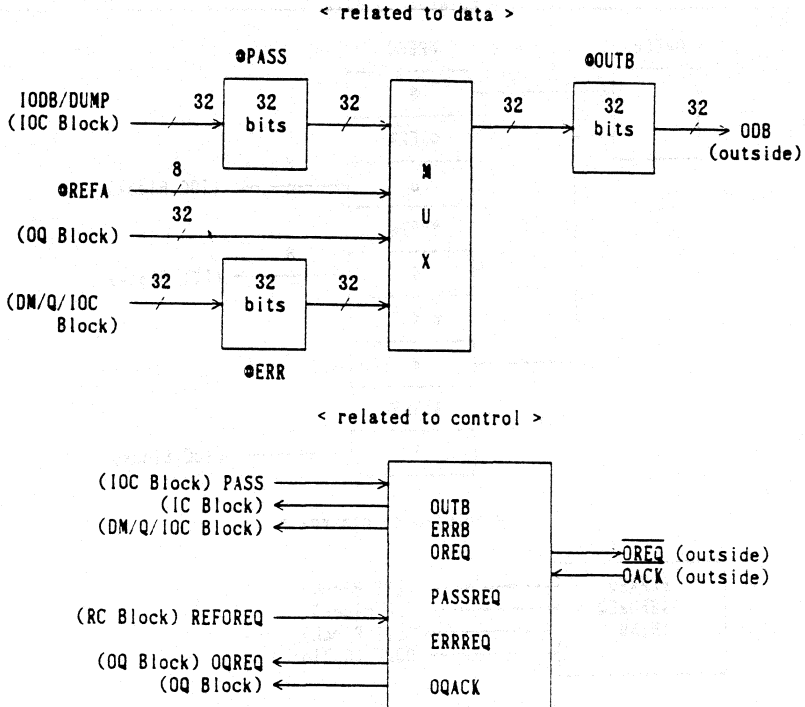 < related to data >
@PASS
@OUTB
IODB/DUMP
(IOC Block)
32
32
bits
32
32
32
bits
32
ODB
(outside)
@REFA
8
M
U
X
(OQ Block)
32
(DM/Q/IOC
Block)
32
32
bits
32
@ERR
< related to control >
(IOC Block) PASS
(IC Block)
(DM/Q/IOC Block)
OUTB
ERRB
OREQ
OREQ (outside)
OACK (outside)
PASSREQ
(RC Block) REFOREQ
ERRREQ
(OQ Block) OQREQ
(OQ Block)
OQACK